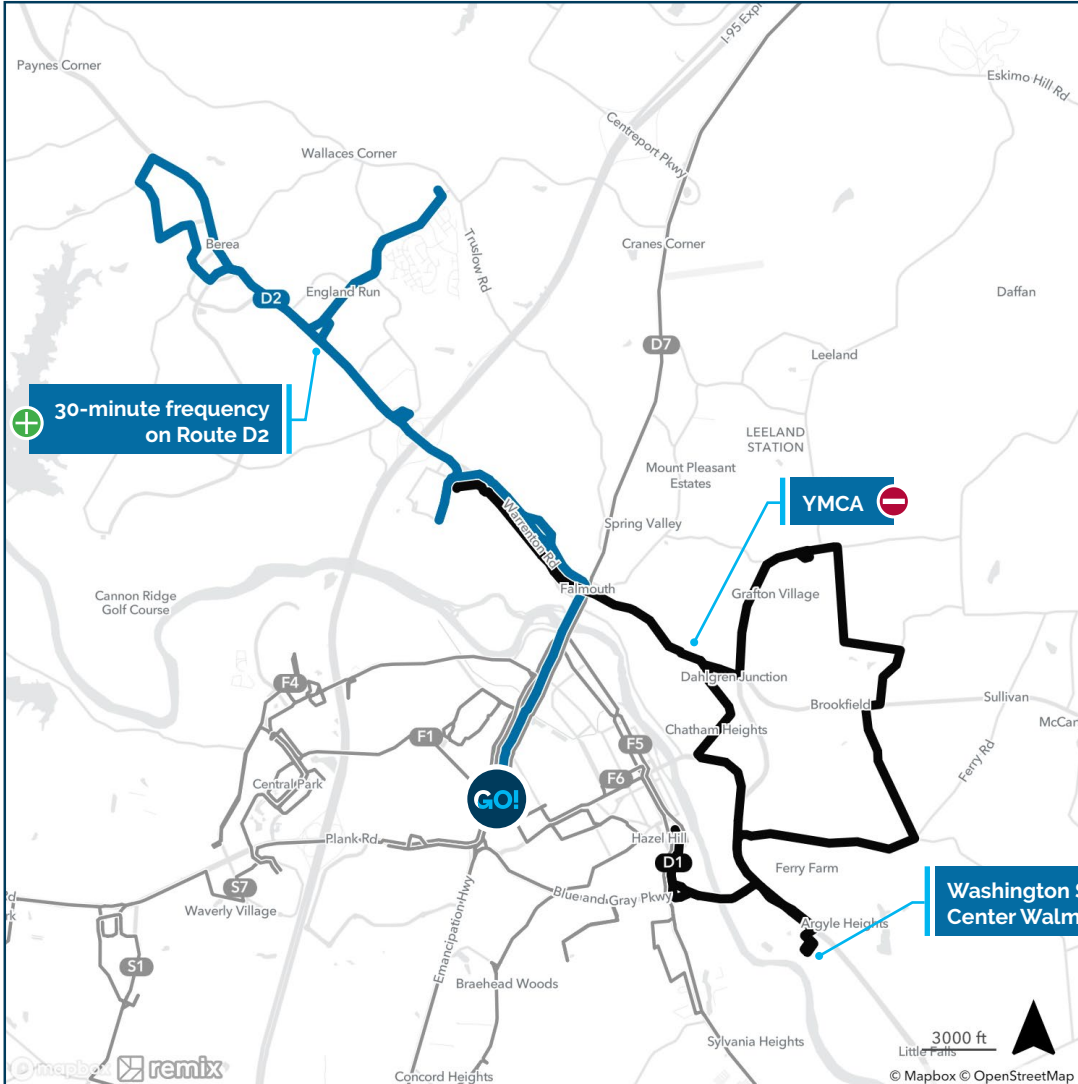 I-95 Expr
Paynes Corner
Eskimo Hill Rd
Centreport Pkwy
Wallaces Corner
Truslow Rd
Cranes Corner
Berea
England Run
D2
Daffan
D7
Leeland
30-minute frequency
on Route D2
LEELAND
STATION
Mount Pleasant
Estates
YMCA
Warrenton Rd
Spring Valley
Falmouth
Cannon Ridge
Golf Course
Grafton Village
Dahlgren Junction
F4
Brookfield
Sullivan
McCan
Chatham Heights
F1
F5
Ferry Rd
Central Park
F6
GO!
Plank Rd
Hazel Hill
D1
Ferry Farm
S7
Waverly Village
Blue and Gray Pkwy
Washington S
Center Walm
Argyle Heights
Emancipation Hwy
S1
Braehead Woods
3000 ft
Sylvania Heights
Little Falls
mapbox remix
Concord Heights
© Mapbox © OpenStreetMap